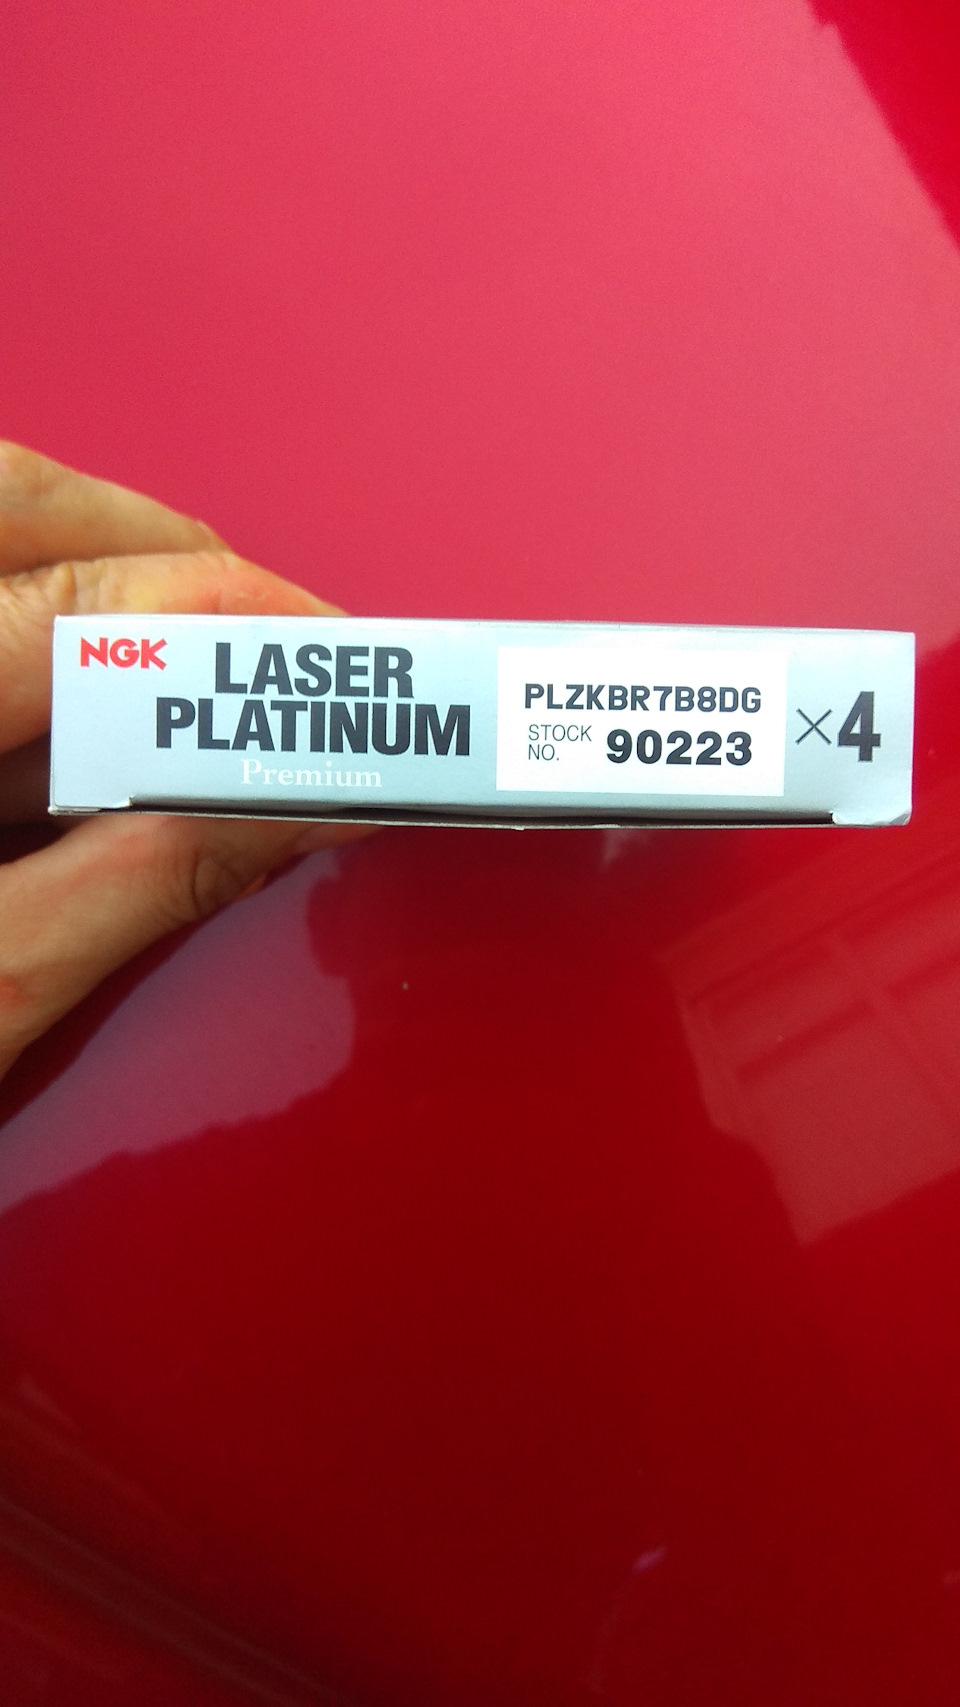 NGK
LASER
PLATINUM
Premium
PLZKBR7B8DG
STOCK
NO. 90223
×4